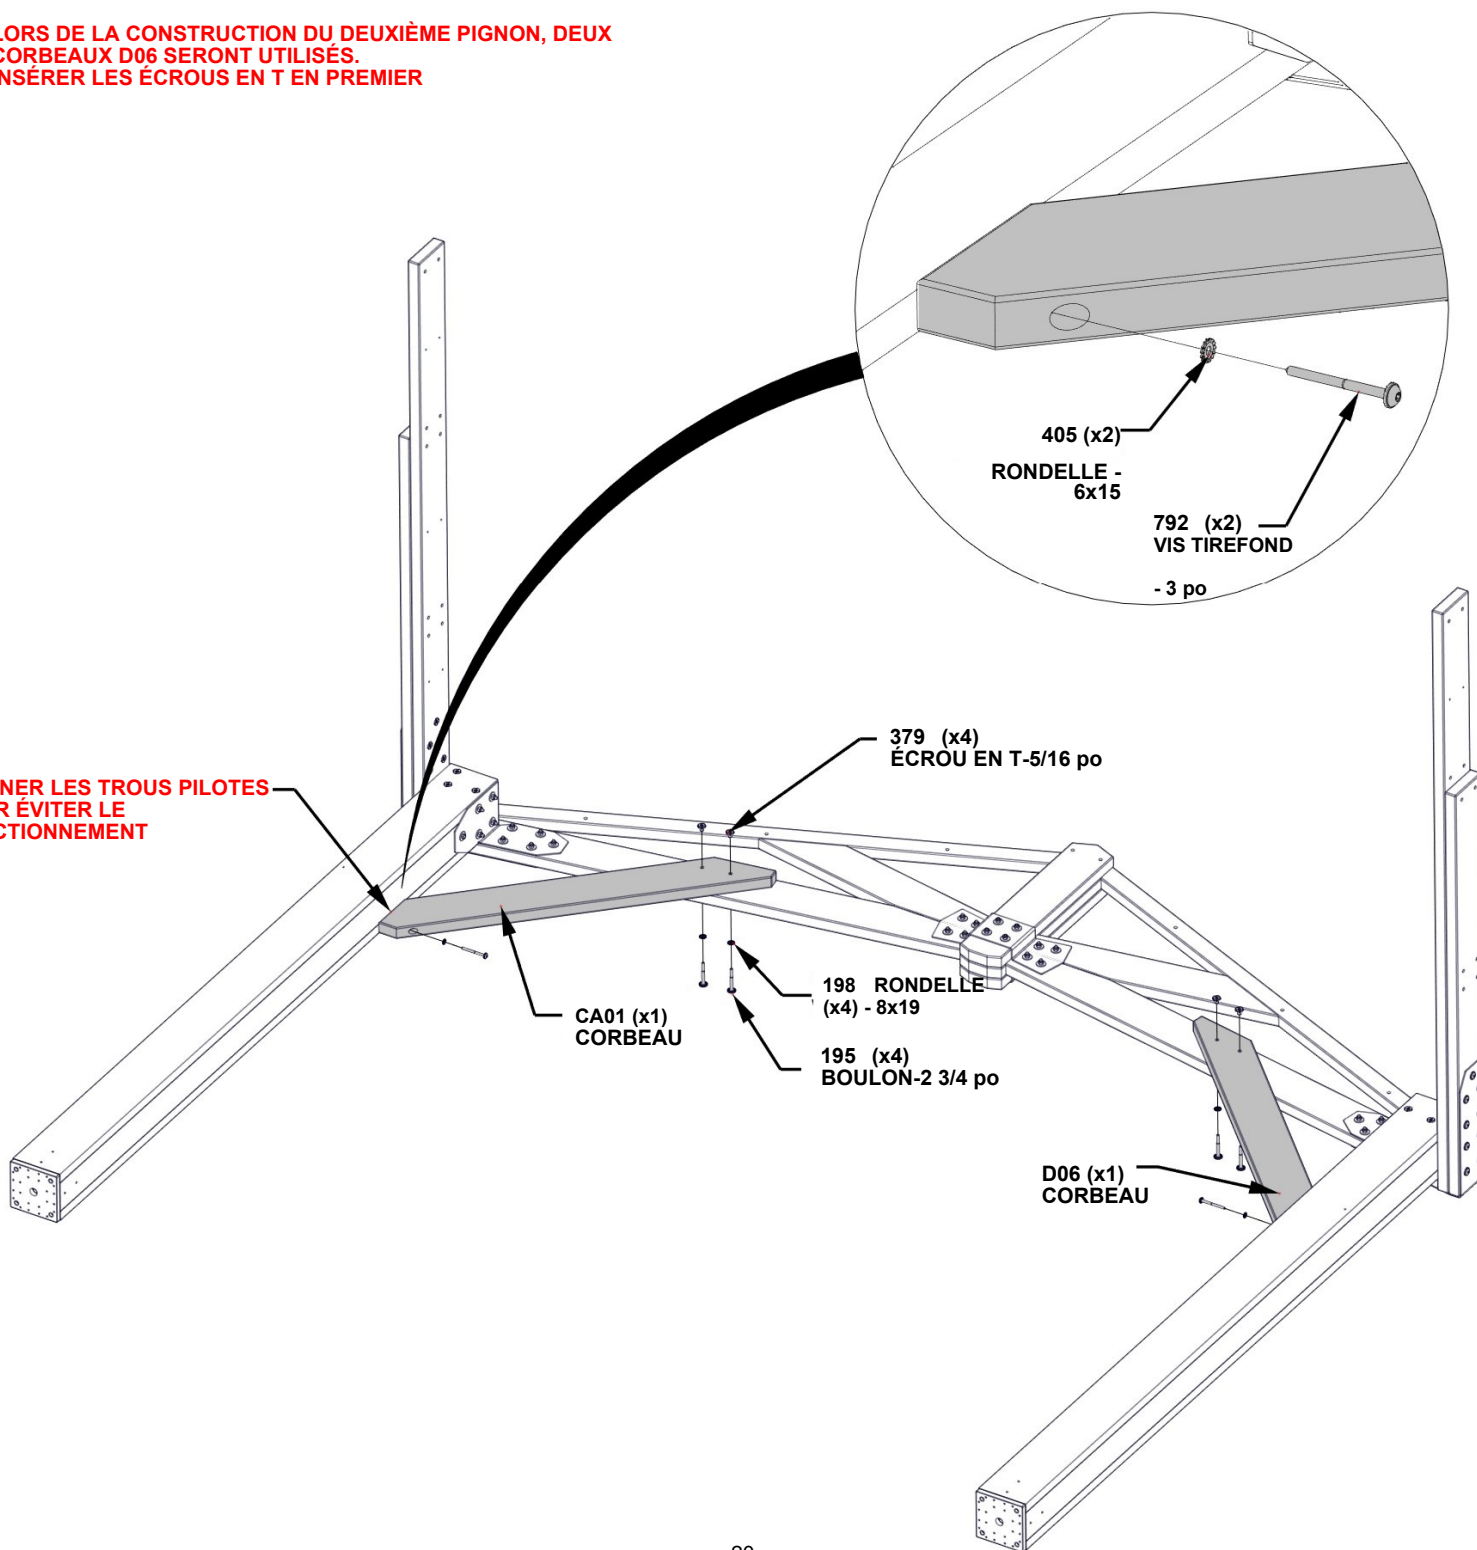 LORS DE LA CONSTRUCTION DU DEUXIÈME PIGNON, DEUX
CORBEAUX D06 SERONT UTILISÉS.
NSÉRER LES ÉCROUS EN T EN PREMIER
405 (x2)
RONDELLE -
6x15
792 (x2)
VIS TIREFOND
- 3 po
379 (x4)
ÉCROU EN T-5/16 po
NER LES TROUS PILOTES
R ÉVITER LE
CTIONNEMENT
198 RONDELLE
(x4) - 8x19
CA01 (x1)
CORBEAU
195 (x4)
BOULON-2 3/4 po
D06 (x1)
CORBEAU